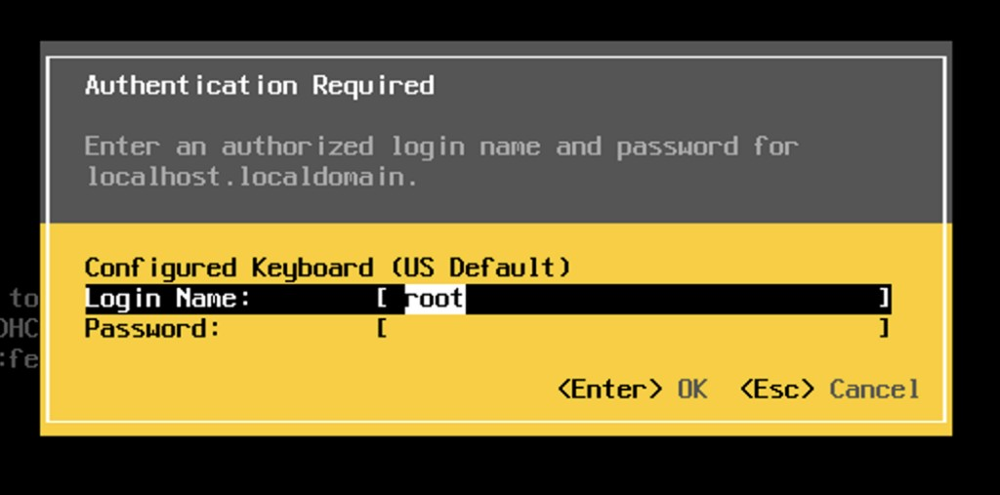 Authentication Required
Enter an authorized login name and password for
localhost.localdomain.
Configured Keyboard (US Default)
to
Login Name: [ root ]
DHC
Password: [ ]
:fe
<Enter> OK <Esc> Cancel